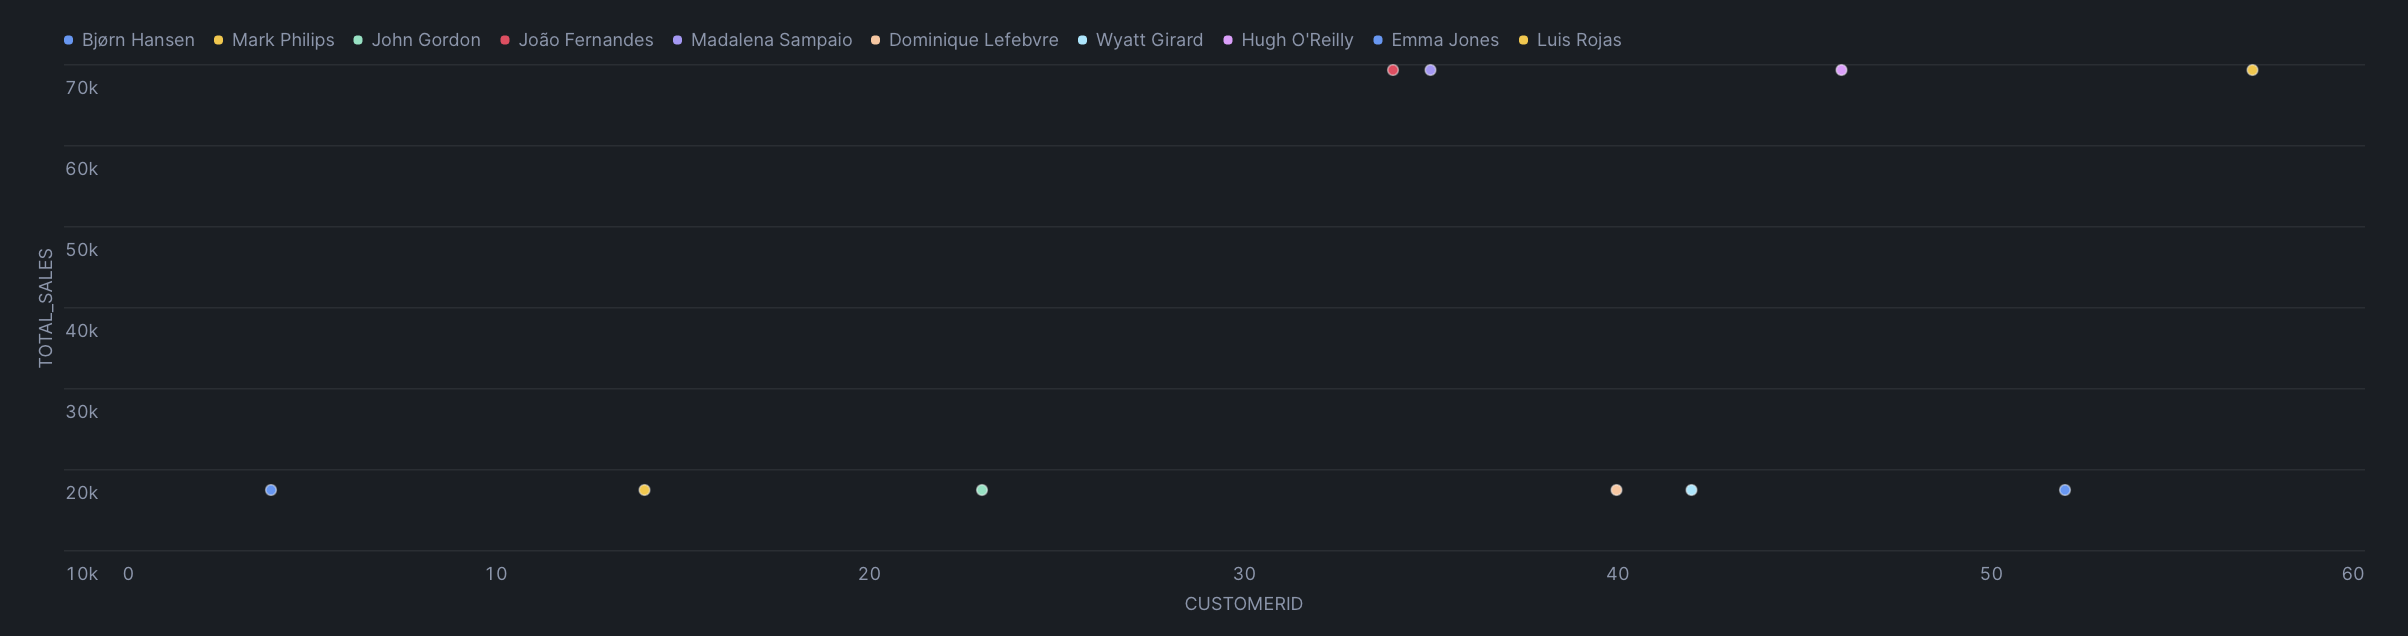 Bjørn Hansen Mark Philips John Gordon João Fernandes Madalena Sampaio Dominique Lefebvre Wyatt Girard Hugh O'Reilly Emma Jones Luis Rojas
70k
60k
50k
TOTAL_SALES
40k
30k
20k
10k 0 10 20 30 40 50 60
CUSTOMERID